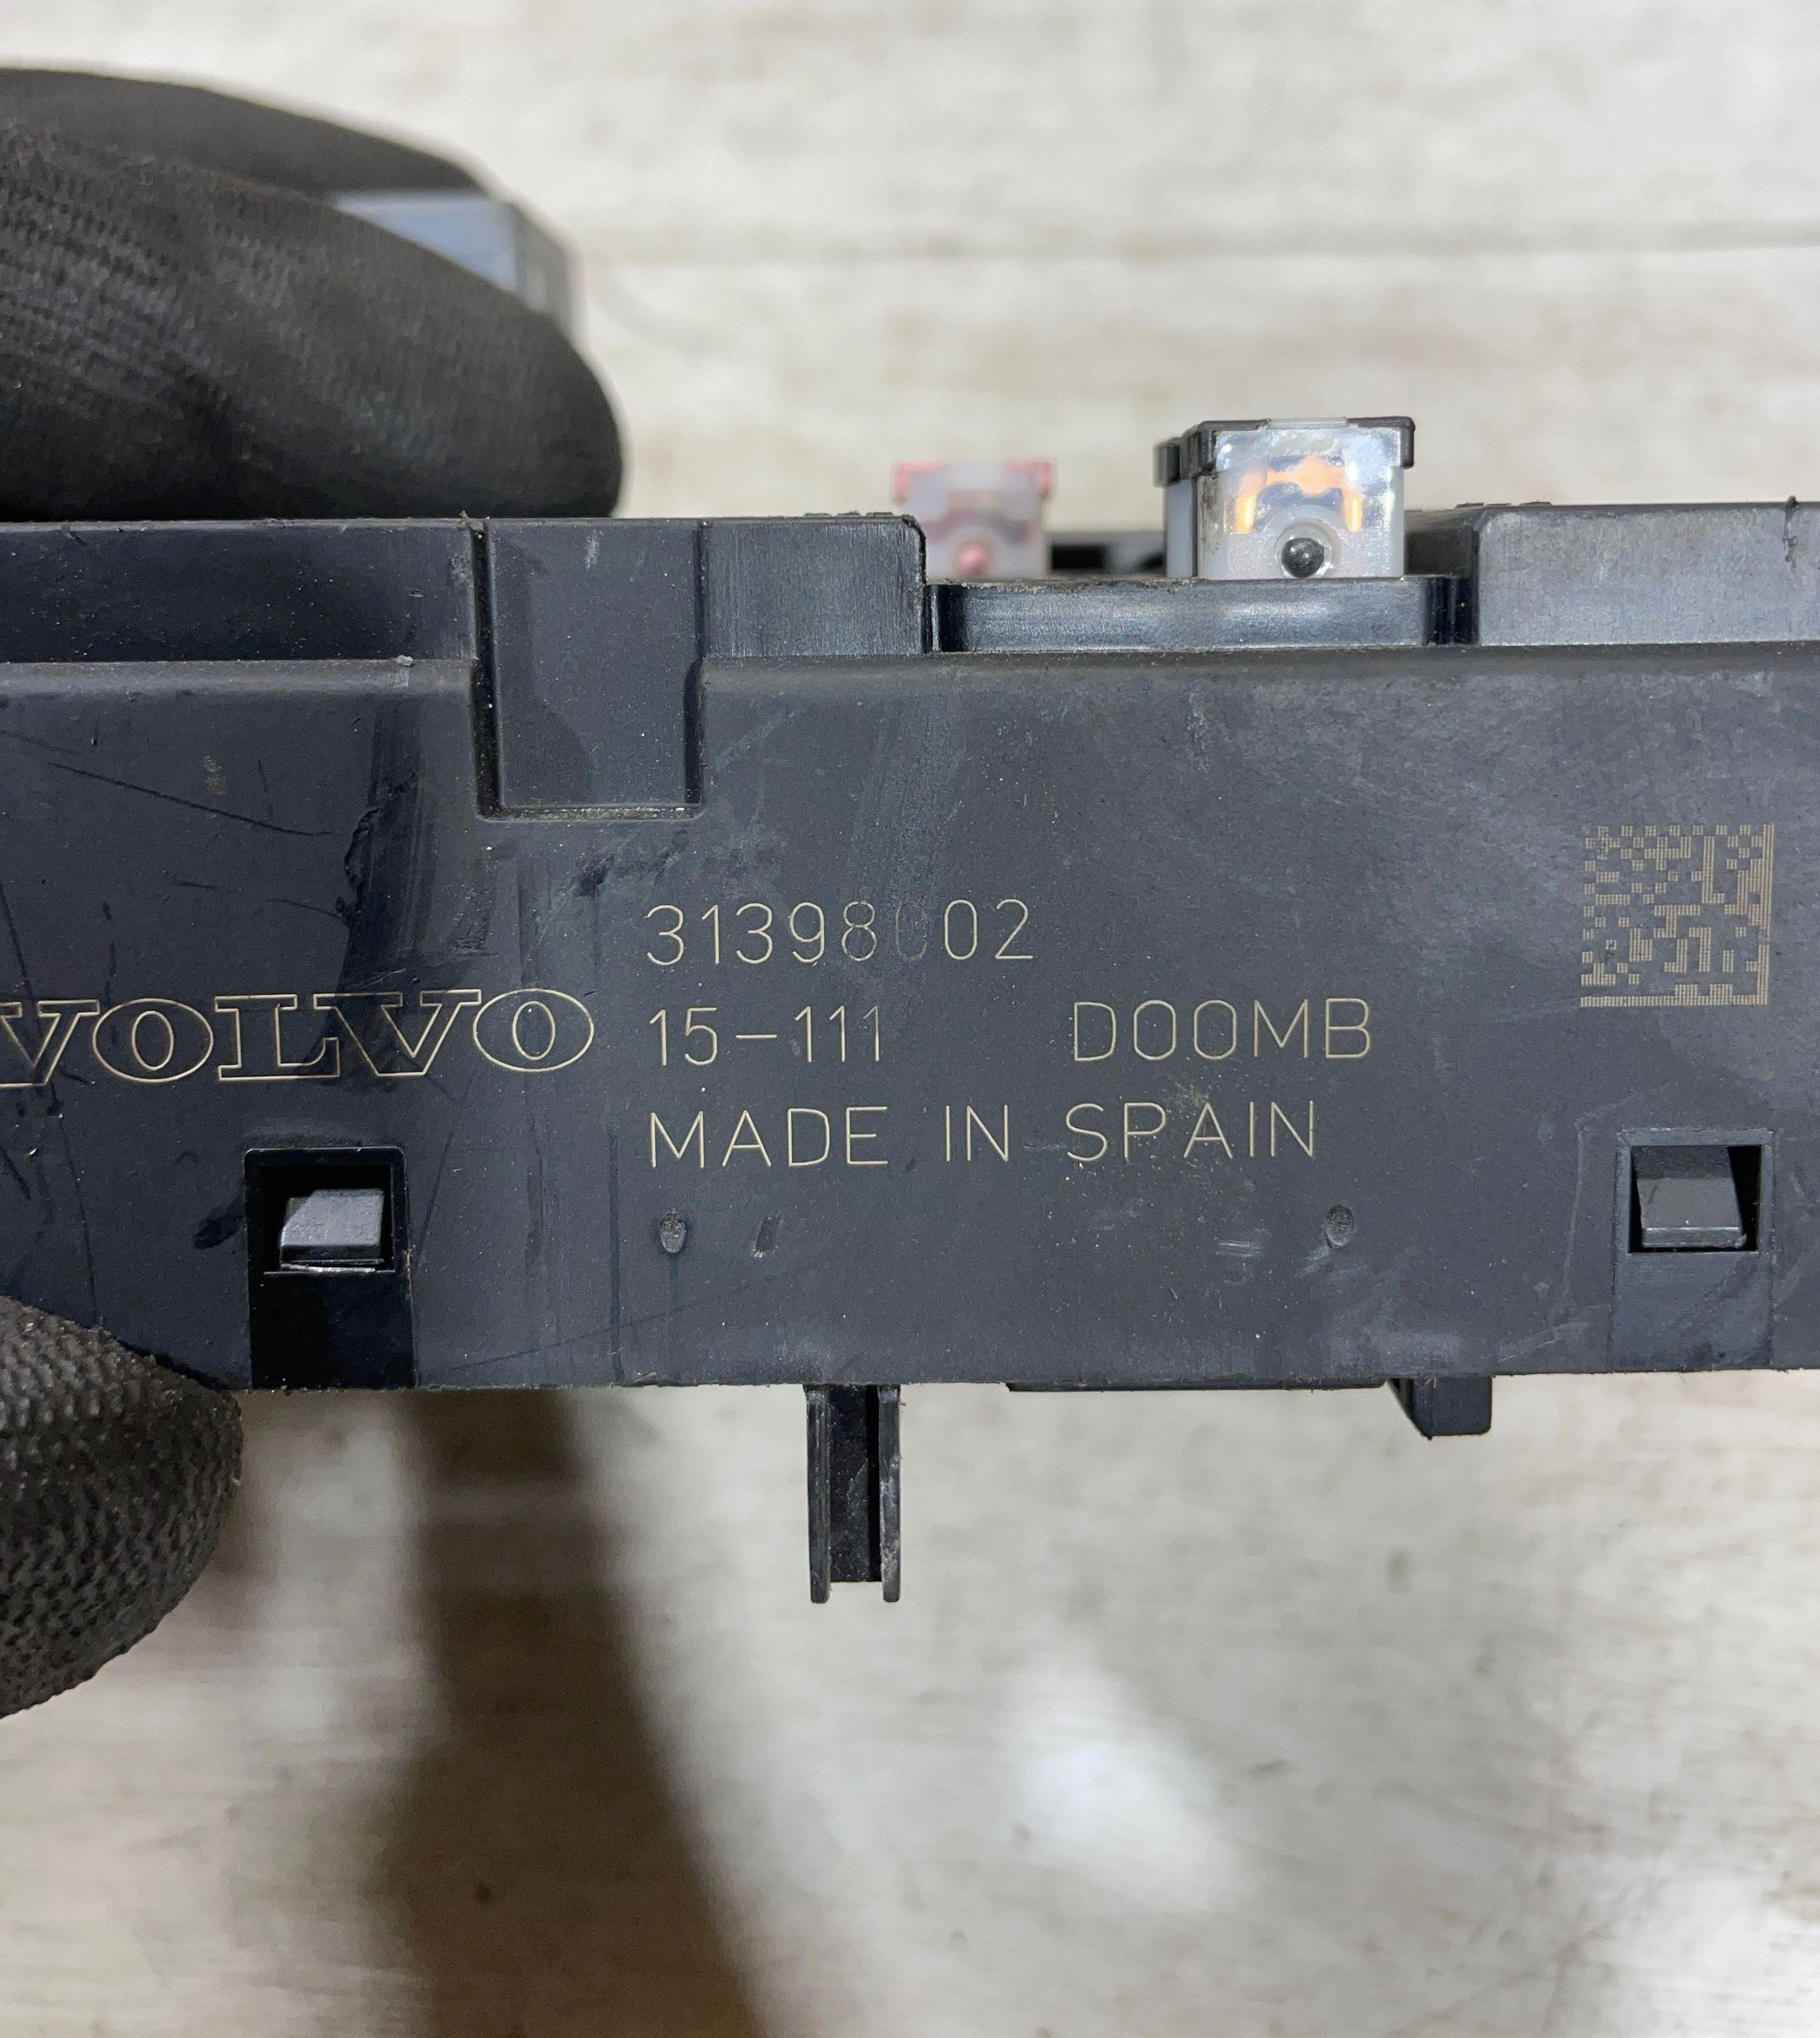 31398002
VOLVO 15-111 D00MB
MADE IN SPAIN